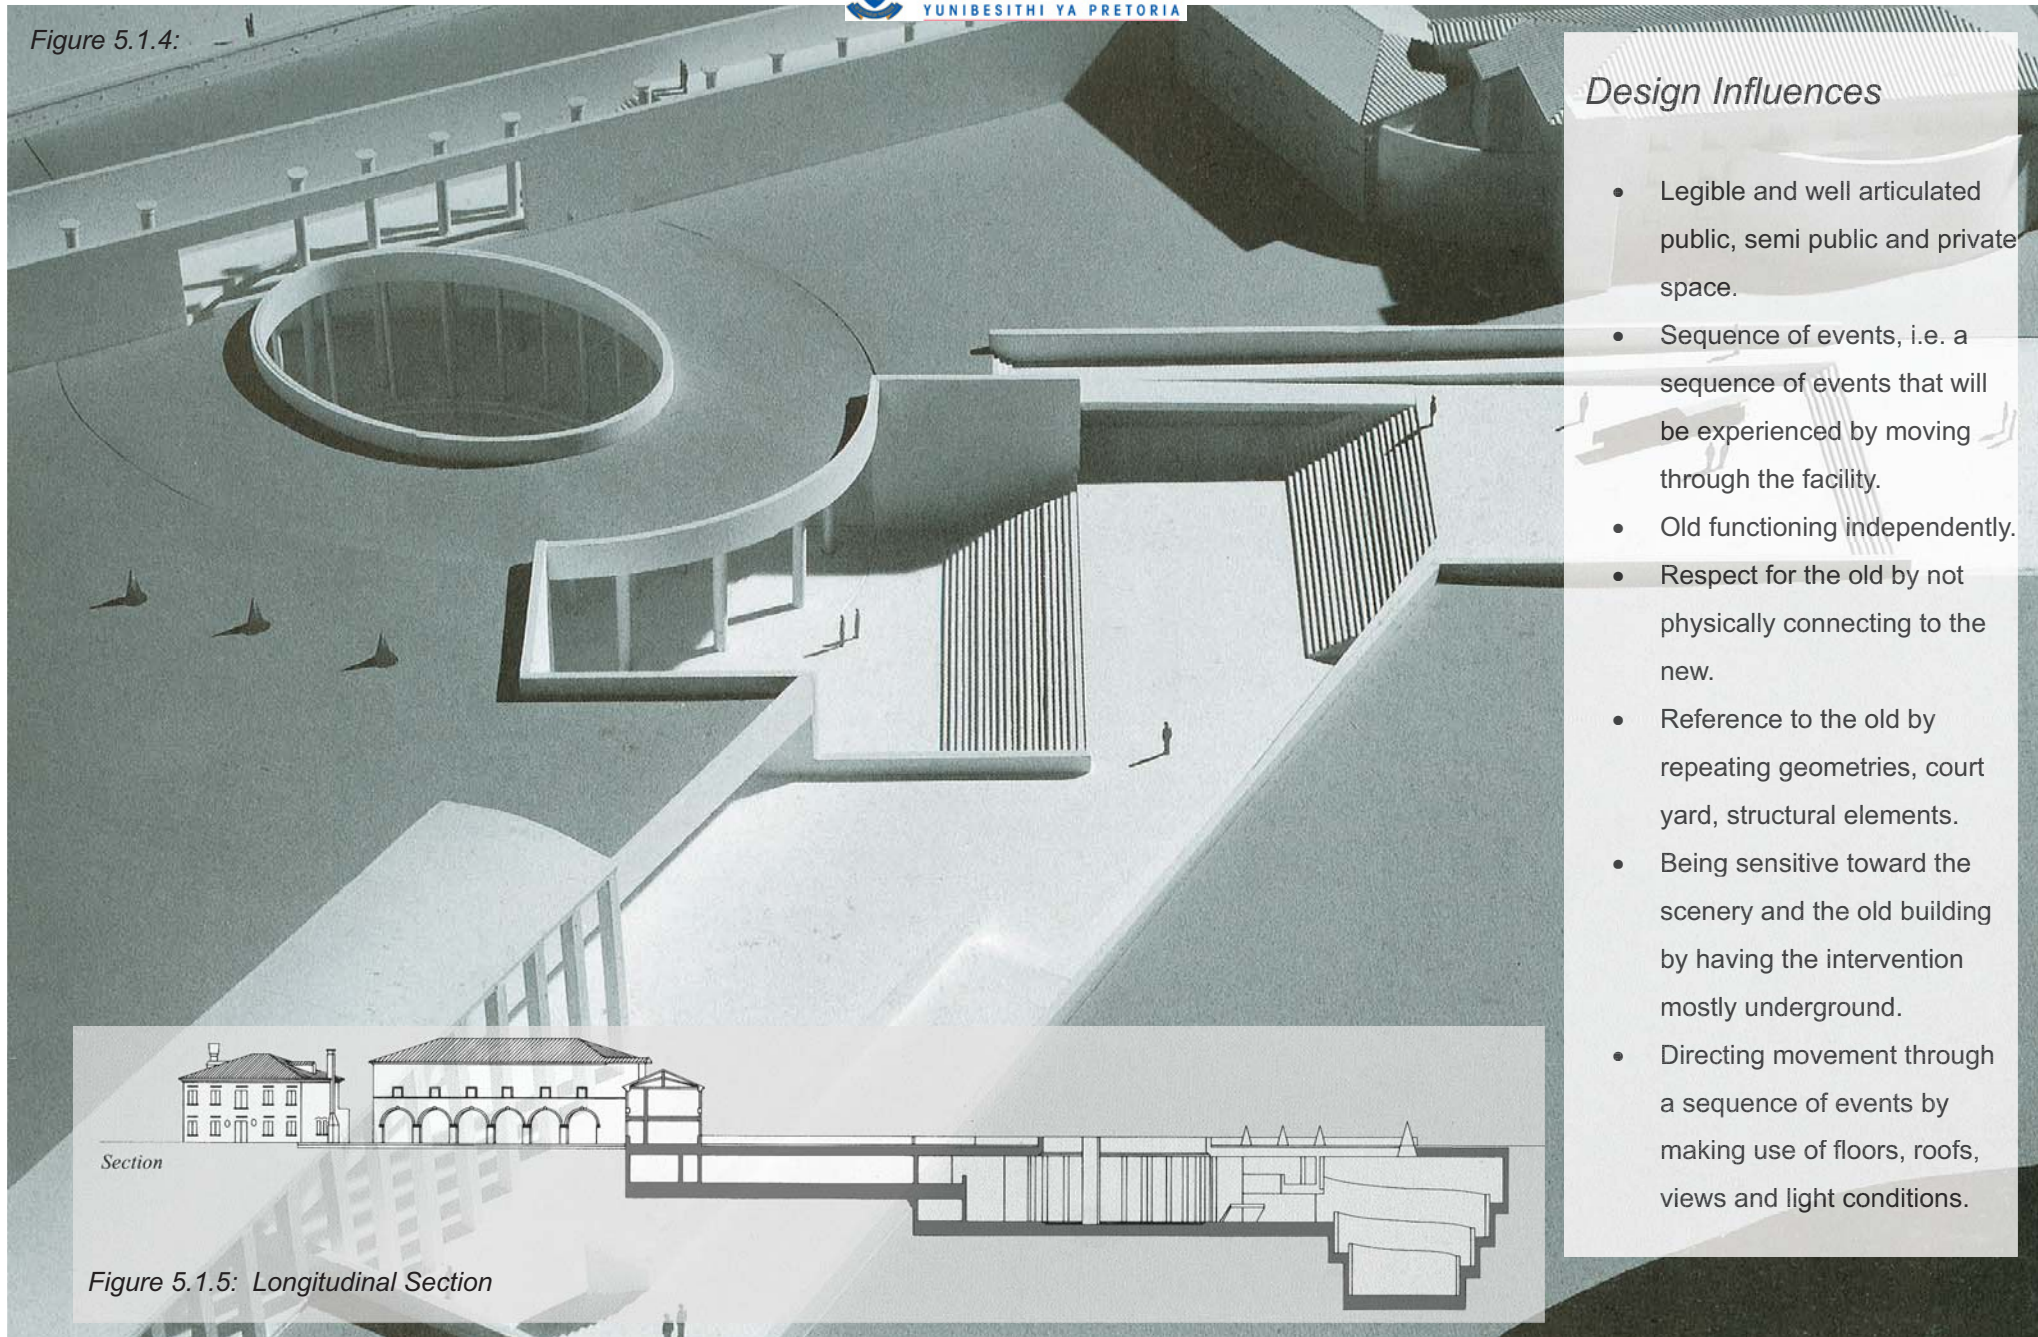 YUNIBESITHI YA PRETORIA
Figure 5.1.4:
Design Influences
• Legible and well articulated
public, semi public and private
space.
• Sequence of events, i.e. a
sequence of events that will
be experienced by moving
through the facility.
• Old functioning independently.
• Respect for the old by not
physically connecting to the
new.
• Reference to the old by
repeating geometries, court
yard, structural elements.
• Being sensitive toward the
scenery and the old building
by having the intervention
mostly underground.
• Directing movement through
a sequence of events by
making use of floors, roofs,
views and light conditions.
Section
Figure 5.1.5: Longitudinal Section